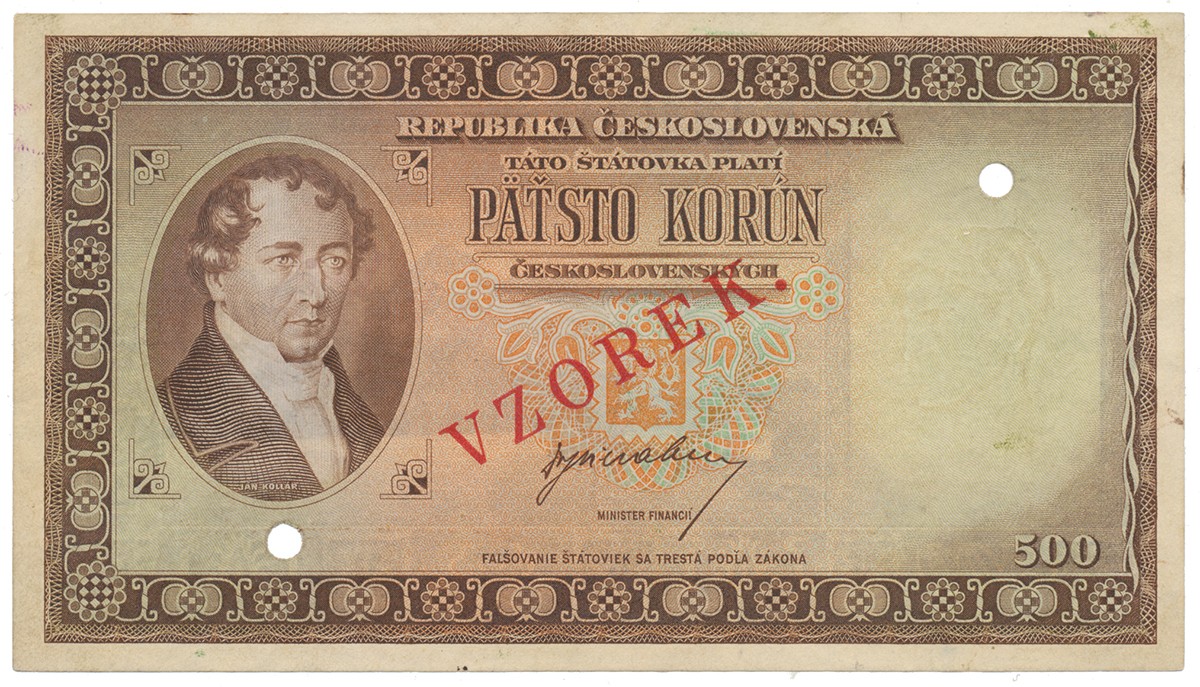 REPUBLIKA ČESKOSLOVENSKÁ
TÁTO ŠTÁTOVKA PLATÍ
PÄŤSTO KORÚN
ČESKOSLOVENSKÝCH
VZOREK.
JÁN KOLLÁR
MINISTER FINANCIÍ
FALŠOVANIE ŠTÁTOVIEK SA TRESTÁ PODĽA ZÁKONA
500